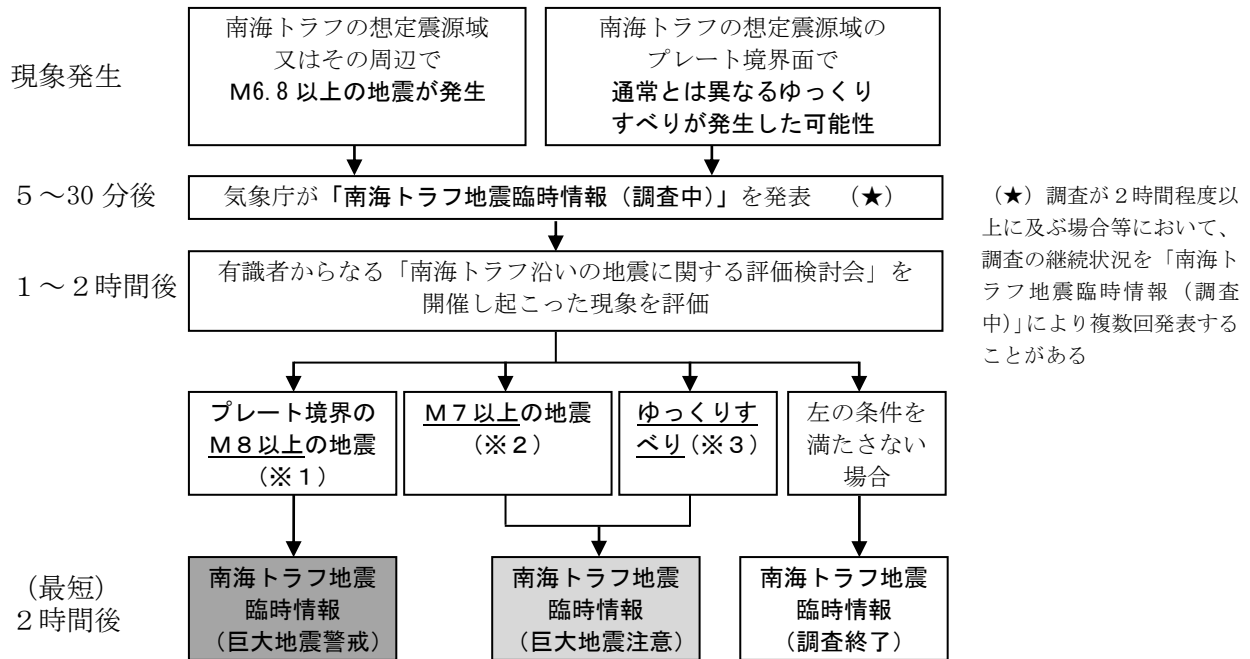 現象発生
南海トラフの想定震源域
又はその周辺で
M6.8以上の地震が発生
南海トラフの想定震源域の
プレート境界面で
通常とは異なるゆっくり
すべりが発生した可能性
5～30分後
気象庁が「南海トラフ地震臨時情報(調査中)」を発表 (★)
1～2時間後
有識者からなる「南海トラフ沿いの地震に関する評価検討会」を
開催し起こった現象を評価
(★)調査が2時間程度以
上に及ぶ場合等において、
調査の継続状況を「南海ト
ラフ地震臨時情報(調査
中)」により複数回発表する
ことがある
プレート境界の
M8以上の地震
(※1)
M7以上の地震
(※2)
ゆっくりす
べり(※3)
左の条件を
満たさない
場合
(最短)
2時間後
南海トラフ地震
臨時情報
(巨大地震警戒)
南海トラフ地震
臨時情報
(巨大地震注意)
南海トラフ地震
臨時情報
(調査終了)